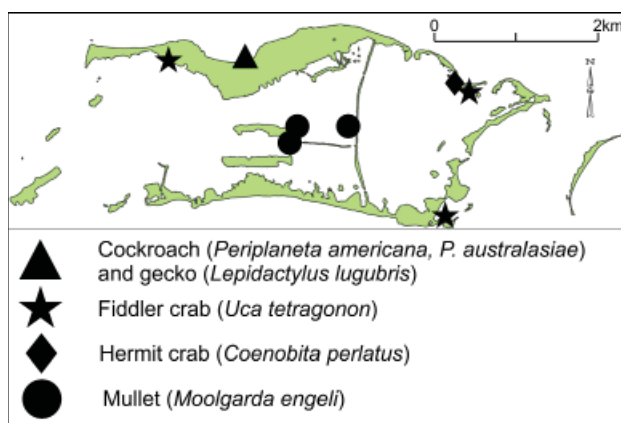 0 2km
N
Cockroach (Periplaneta americana, P. australasiae)
and gecko (Lepidactylus lugubris)
Fiddler crab (Uca tetragonon)
Hermit crab (Coenobita perlatus)
Mullet (Moolgarda engeli)